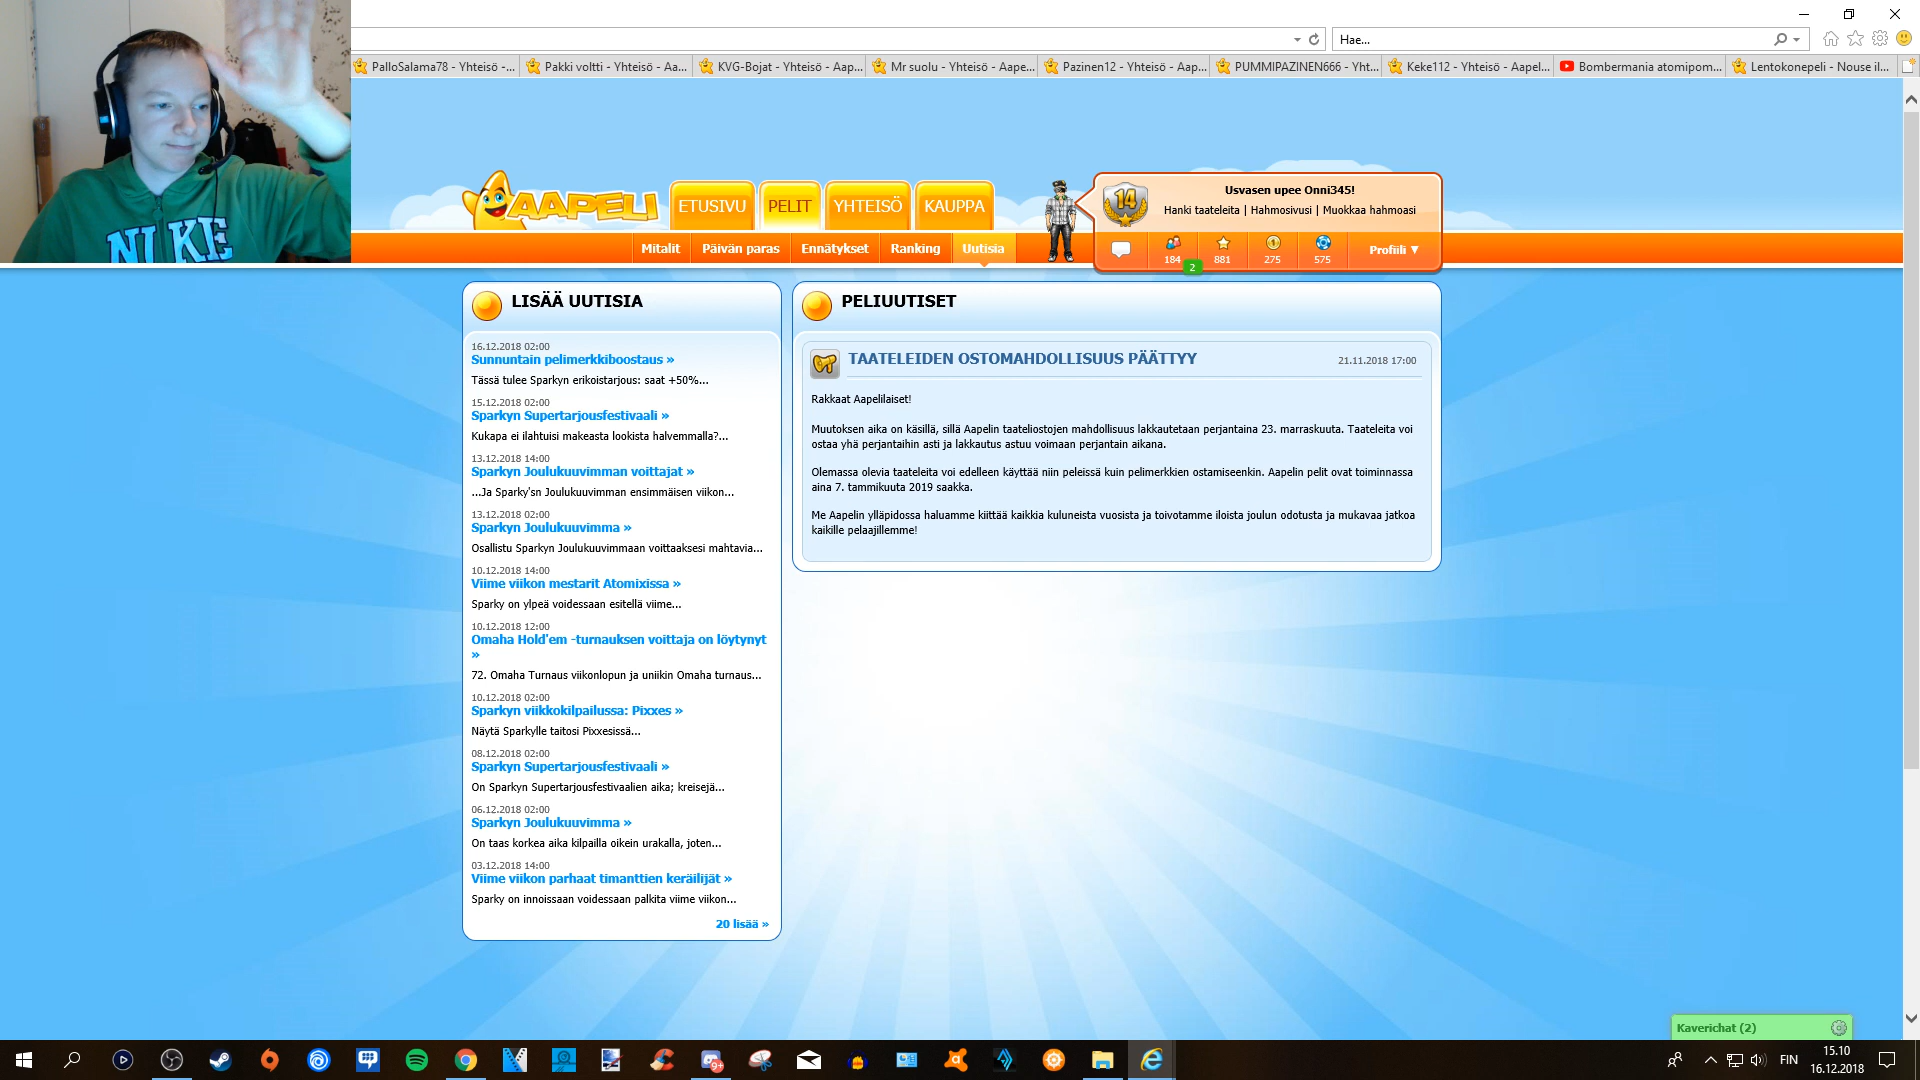 Hae...
PalloSalama78 - Yhteisö -...
Pakki voltti - Yhteisö - Aa...
KVG-Bojat - Yhteisö - Aap...
Mr suolu - Yhteisö - Aape...
Pazinen12 - Yhteisö - Aap...
PUMMIPAZINEN666 - Yht...
Keke112 - Yhteisö - Aapel...
Bombermania atomipom...
Lentokonepeli - Nouse il...
NIKE
AAPELI
ETUSIVU
PELIT
YHTEISÖ
KAUPPA
14
Usvasen upee Onni345!
Hanki taateleita | Hahmosivusi | Muokkaa hahmoasi
Mitalit
Päivän paras
Ennätykset
Ranking
Uutisia
184
2
881
275
575
Profiili ▼
LISÄÄ UUTISIA
16.12.2018 02:00
Sunnuntain pelimerkkiboostaus »
Tässä tulee Sparkyn erikoistarjous: saat +50%...
15.12.2018 02:00
Sparkyn Supertarjousfestivaali »
Kukapa ei ilahtuisi makeasta lookista halvemmalla?...
13.12.2018 14:00
Sparkyn Joulukuuvimman voittajat »
...Ja Sparky'sn Joulukuuvimman ensimmäisen viikon...
13.12.2018 02:00
Sparkyn Joulukuuvimma »
Osallistu Sparkyn Joulukuuvimmaan voittaaksesi mahtavia...
10.12.2018 14:00
Viime viikon mestarit Atomixissa »
Sparky on ylpeä voidessaan esitellä viime...
10.12.2018 12:00
Omaha Hold'em -turnauksen voittaja on löytynyt
»
72. Omaha Turnaus viikonlopun ja uniikin Omaha turnaus...
10.12.2018 02:00
Sparkyn viikkokilpailussa: Pixxes »
Näytä Sparkylle taitosi Pixxesissä...
08.12.2018 02:00
Sparkyn Supertarjousfestivaali »
On Sparkyn Supertarjousfestivaalien aika; kreisejä...
06.12.2018 02:00
Sparkyn Joulukuuvimma »
On taas korkea aika kilpailla oikein urakalla, joten...
03.12.2018 14:00
Viime viikon parhaat timanttien keräilijät »
Sparky on innoissaan voidessaan palkita viime viikon...
20 lisää »
PELIUUTISET
TAATELEIDEN OSTOMAHDOLLISUUS PÄÄTTYY
21.11.2018 17:00
Rakkaat Aapelilaiset!
Muutoksen aika on käsillä, sillä Aapelin taateliostojen mahdollisuus lakkautetaan perjantaina 23. marraskuuta. Taateleita voi
ostaa yhä perjantaihin asti ja lakkautus astuu voimaan perjantain aikana.
Olemassa olevia taateleita voi edelleen käyttää niin peleissä kuin pelimerkkien ostamiseenkin. Aapelin pelit ovat toiminnassa
aina 7. tammikuuta 2019 saakka.
Me Aapelin ylläpidossa haluamme kiittää kaikkia kuluneista vuosista ja toivotamme iloista joulun odotusta ja mukavaa jatkoa
kaikille pelaajillemme!
Kaverichat (2)
9+
FIN
15.10
16.12.2018